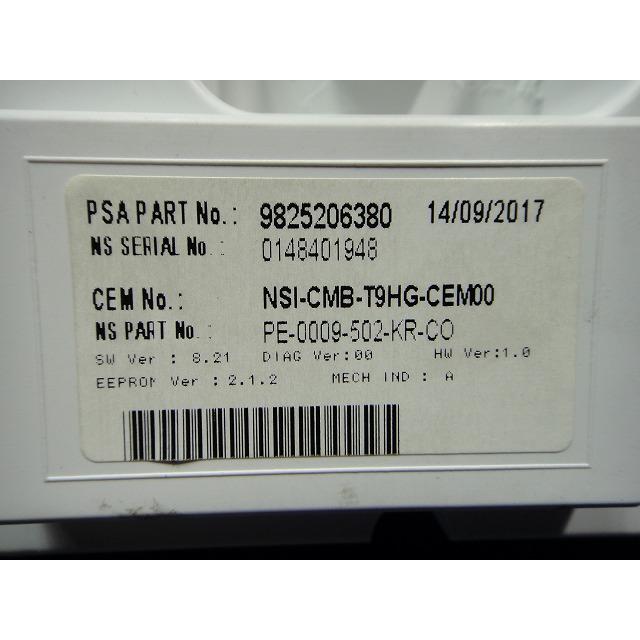 PSA PART No.: 9825206380 14/09/2017
NS SERIAL No.: 0148401948
CEM No.: NSI-CMB-T9HG-CEM00
NS PART No.: PE-0009-502-KR-CO
SW Ver : 8.21 DIAG Ver:00 HW Ver:1.0
EEPROM Ver : 2.1.2 MECH IND : A